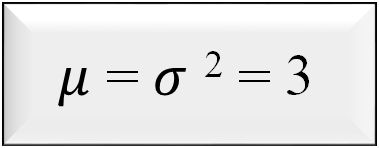 μ = σ ² = 3